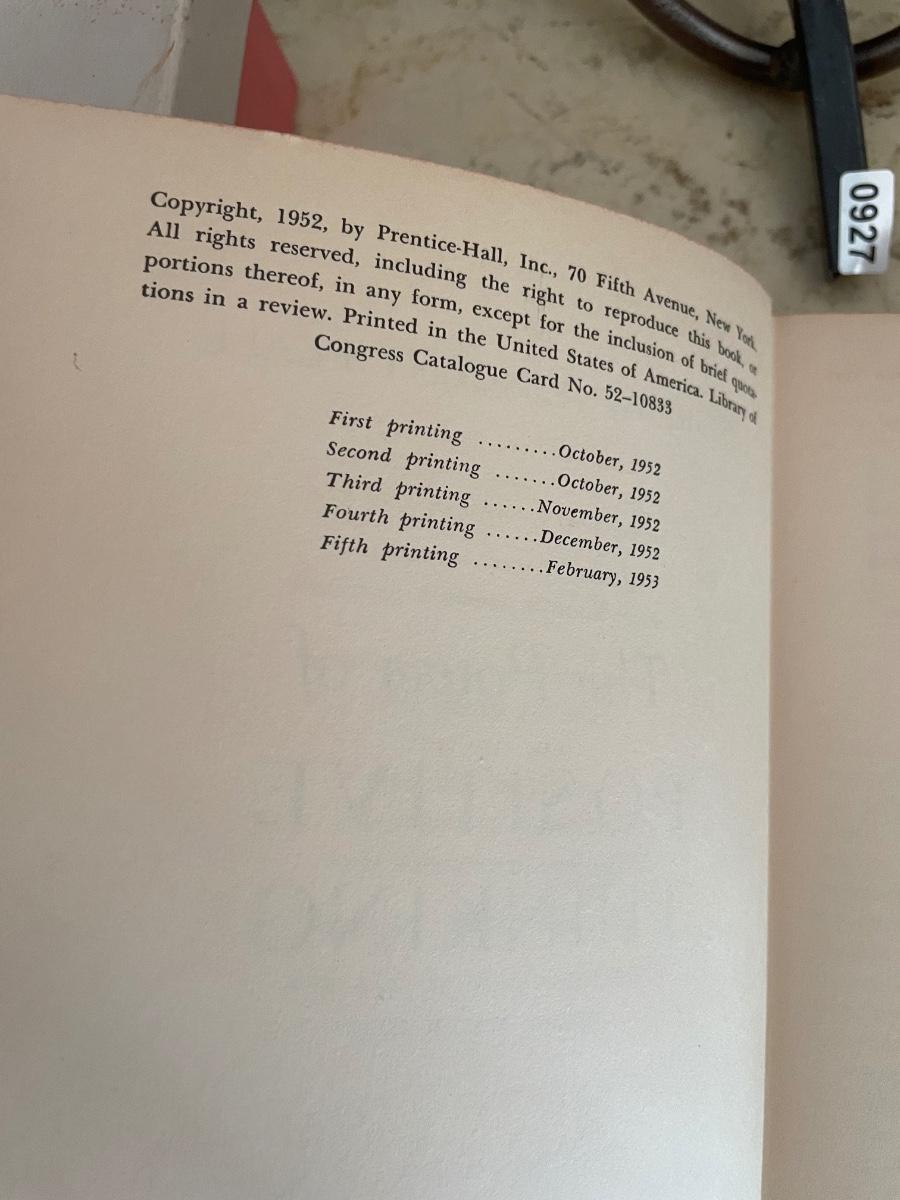 Copyright, 1952, by Prentice-Hall, Inc., 70 Fifth Avenue, New York.
All rights reserved, including the right to reproduce this book, or
portions thereof, in any form, except for the inclusion of brief quota-
tions in a review. Printed in the United States of America. Library of
Congress Catalogue Card No. 52–10833
First printing .........October, 1952
Second printing .......October, 1952
Third printing ......November, 1952
Fourth printing ......December, 1952
Fifth printing ........February, 1953
0927